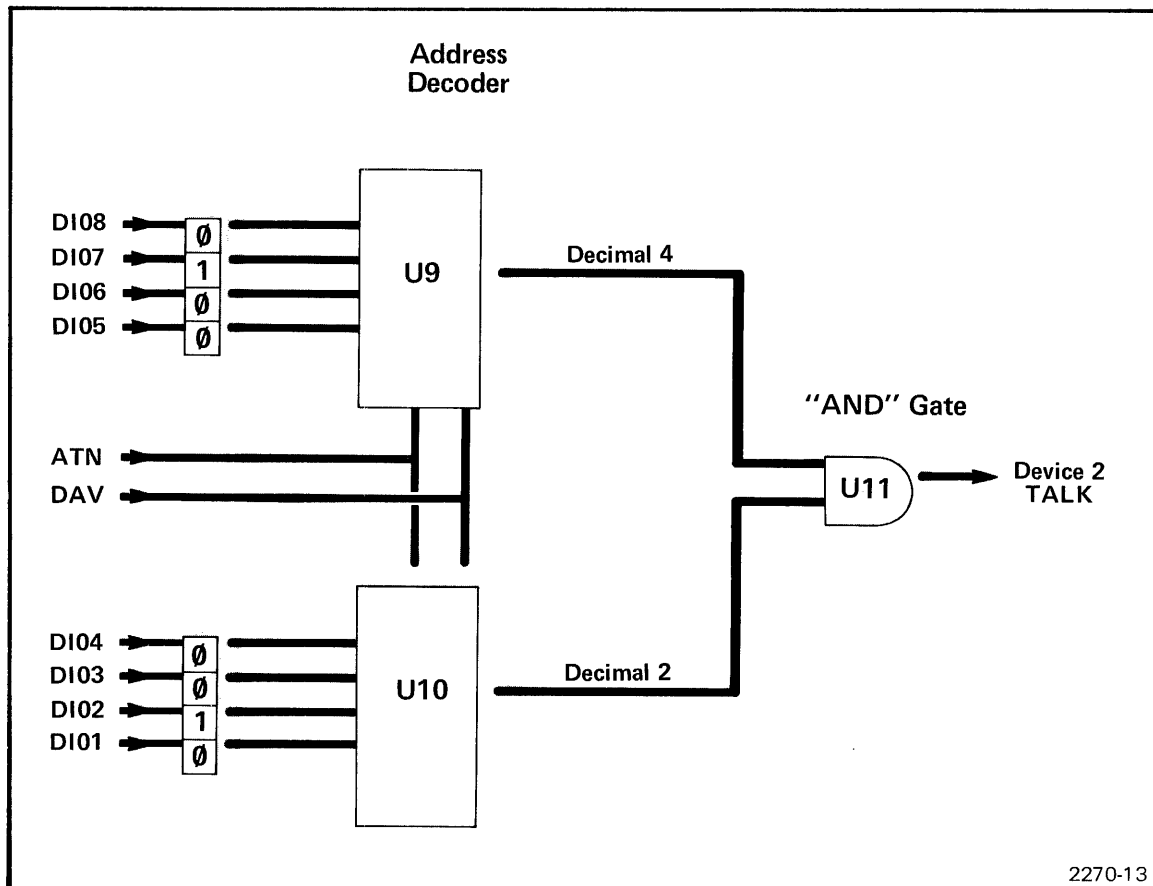 Address
Decoder
DI08
Ø
DI07
1
U9
Decimal 4
DI06
Ø
DI05
Ø
"AND" Gate
ATN
DAV
U11
Device 2
TALK
DI04
Ø
DI03
Ø
U10
Decimal 2
DI02
1
DI01
Ø
2270-13